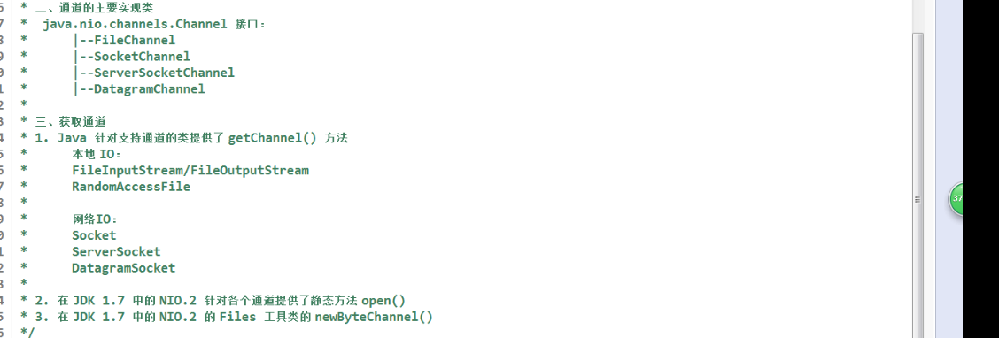 * 二、通道的主要实现类
* java.nio.channels.Channel 接口：
* |--FileChannel
* |--SocketChannel
* |--ServerSocketChannel
* |--DatagramChannel
*
* 三、获取通道
* 1. Java 针对支持通道的类提供了 getChannel() 方法
* 本地 IO：
* FileInputStream/FileOutputStream
* RandomAccessFile
*
* 网络IO：
* Socket
* ServerSocket
* DatagramSocket
*
* 2. 在 JDK 1.7 中的 NIO.2 针对各个通道提供了静态方法 open()
* 3. 在 JDK 1.7 中的 NIO.2 的 Files 工具类的 newByteChannel()
*/
37